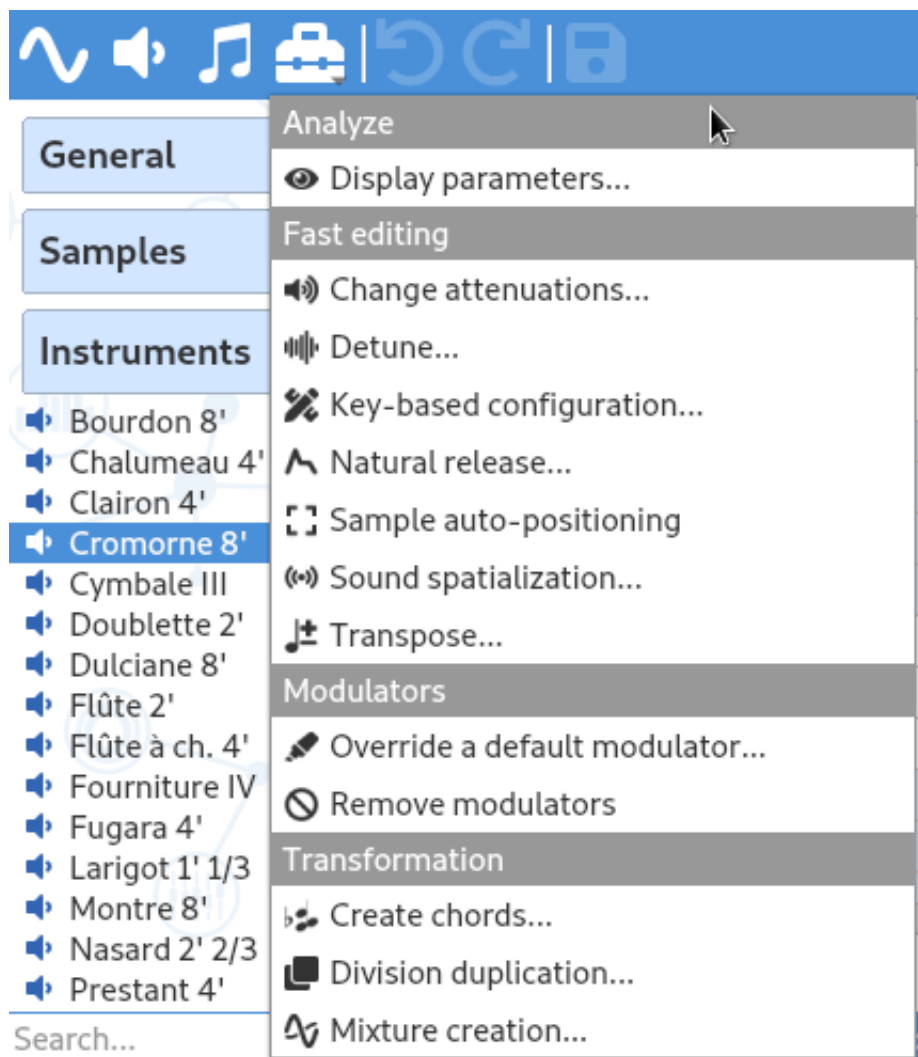 General
Samples
Instruments
Bourdon 8'
Chalumeau 4'
Clairon 4'
Cromorne 8'
Cymbale III
Doublette 2'
Dulciane 8'
Flûte 2'
Flûte à ch. 4'
Fourniture IV
Fugara 4'
Larigot 1' 1/3
Montre 8'
Nasard 2' 2/3
Prestant 4'
Search...
Analyze
Display parameters...
Fast editing
Change attenuations...
Detune...
Key-based configuration...
Natural release...
Sample auto-positioning
Sound spatialization...
Transpose...
Modulators
Override a default modulator...
Remove modulators
Transformation
Create chords...
Division duplication...
Mixture creation...